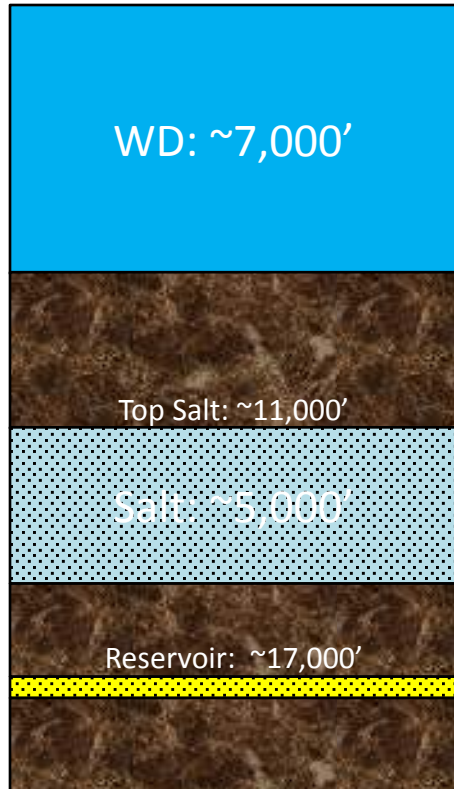 WD: ~7,000’
Top Salt: ~11,000’
Salt: ~5,000’
Reservoir:  ~17,000’